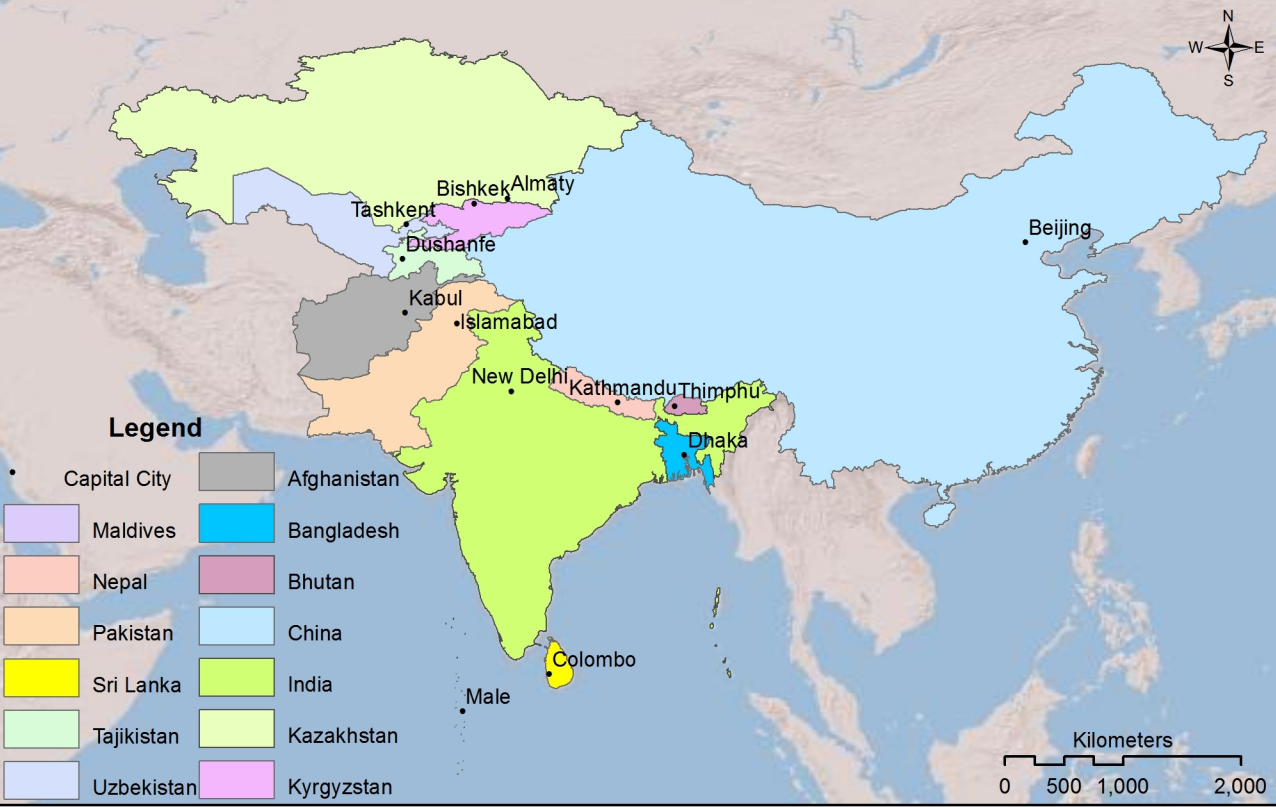 N
W E
S
Bishkek Almaty
Tashkent
Dushanfe
Beijing
Kabul
Islamabad
New Delhi
Kathmandu Thimphu
Dhaka
Colombo
Male
Legend
Capital City
Afghanistan
Maldives
Bangladesh
Nepal
Bhutan
Pakistan
China
Sri Lanka
India
Tajikistan
Kazakhstan
Uzbekistan
Kyrgyzstan
Kilometers
0 500 1,000 2,000